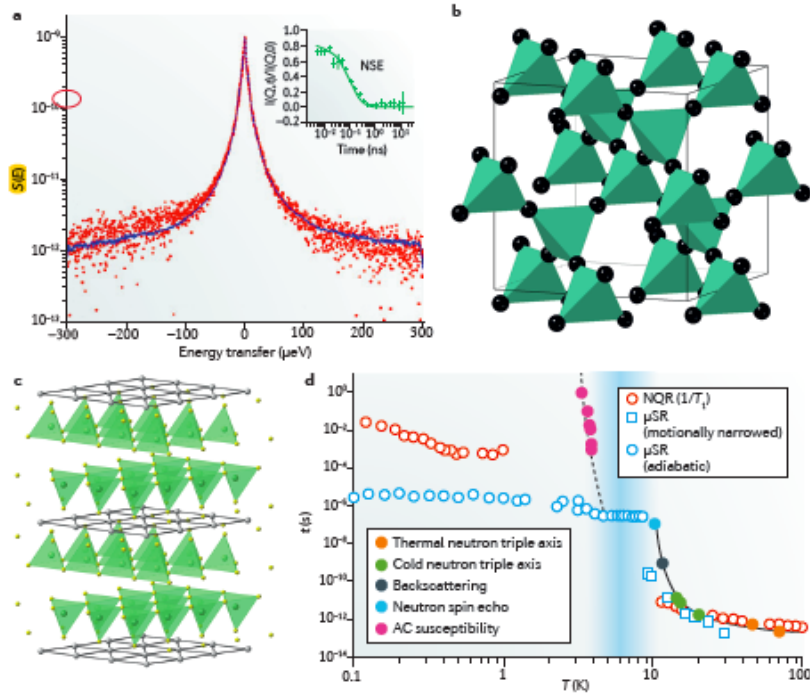 a
10⁻⁹
10⁻¹¹
10⁻¹²
10⁻¹³
S(E)
−300
−200
−100
0
100
200
300
Energy transfer (µeV)
1.0
0.8
0.6
0.4
0.2
0.0
−0.2
I(Q,t)/I(Q,0)
NSE
10⁻²
10⁻¹
10⁰
10¹
Time (ns)
b
c
d
10⁰
10⁻²
10⁻⁴
10⁻⁶
10⁻⁸
10⁻¹⁰
10⁻¹²
10⁻¹⁴
t (s)
0.1
1
10
100
T (K)
NQR (1/T₁)
µSR
(motionally narrowed)
µSR
(adiabatic)
Thermal neutron triple axis
Cold neutron triple axis
Backscattering
Neutron spin echo
AC susceptibility